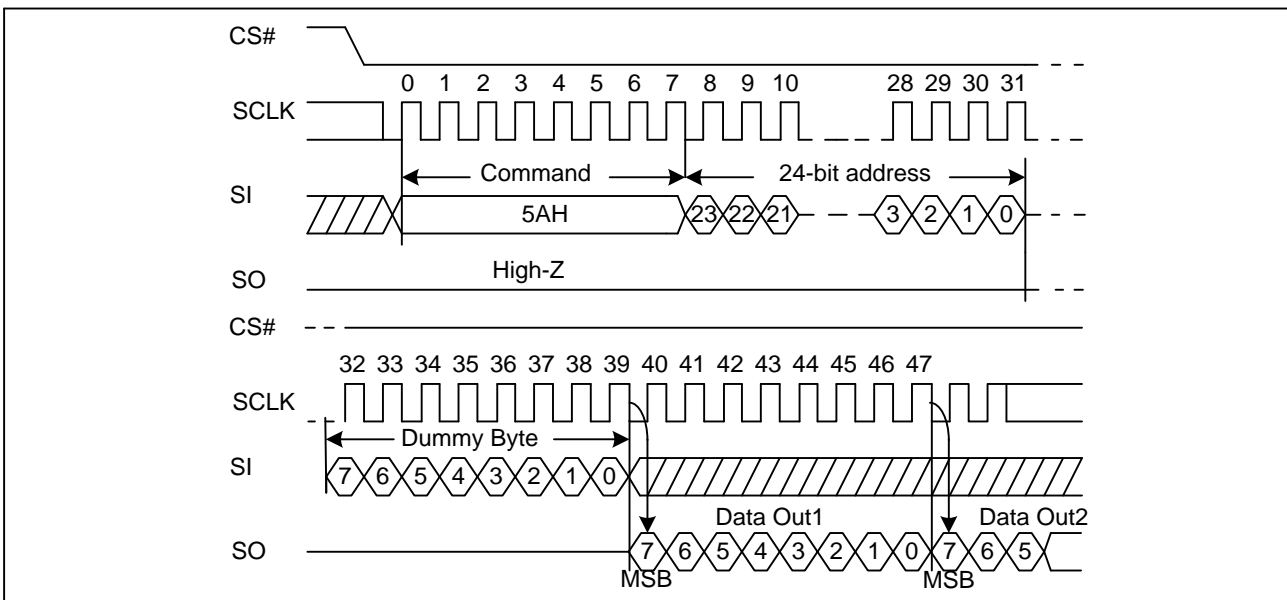 CS#
0 1 2 3 4 5 6 7 8 9 10 28 29 30 31
SCLK
Command 24-bit address
SI
5AH 23 22 21 3 2 1 0
High-Z
SO
CS#
32 33 34 35 36 37 38 39 40 41 42 43 44 45 46 47
SCLK
Dummy Byte
SI
7 6 5 4 3 2 1 0
Data Out1 Data Out2
SO
7 6 5 4 3 2 1 0 7 6 5
MSB MSB